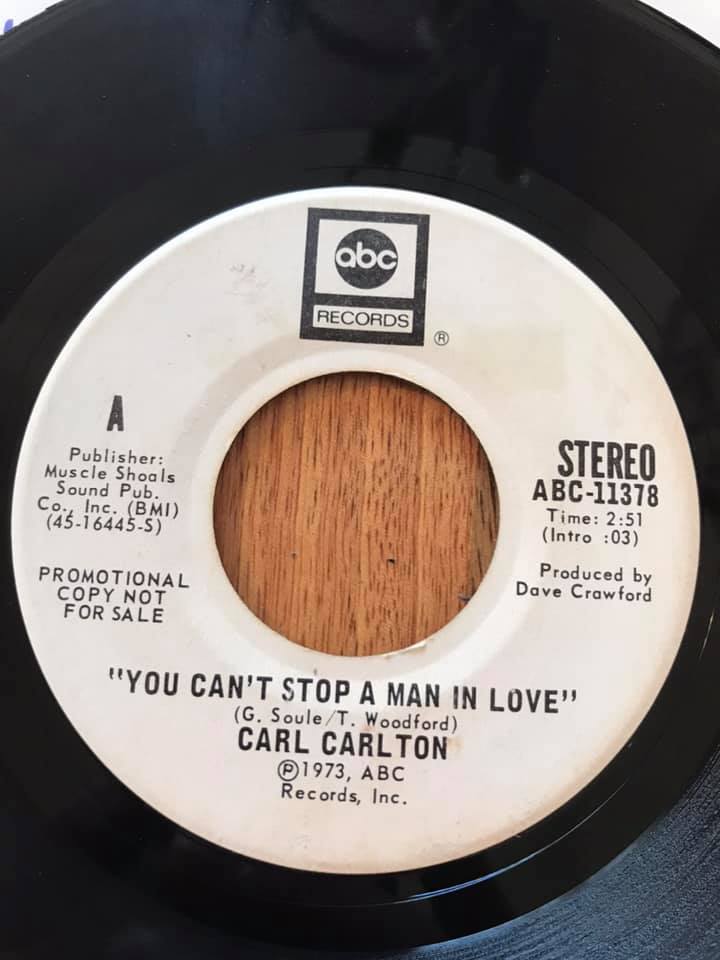 abc
RECORDS
®
A
Publisher:
Muscle Shoals
Sound Pub.
Co., Inc. (BMI)
(45-16445-S)
PROMOTIONAL
COPY NOT
FOR SALE
STEREO
ABC-11378
Time: 2:51
(Intro :03)
Produced by
Dave Crawford
"YOU CAN'T STOP A MAN IN LOVE"
(G. Soule/T. Woodford)
CARL CARLTON
℗1973, ABC
Records, Inc.